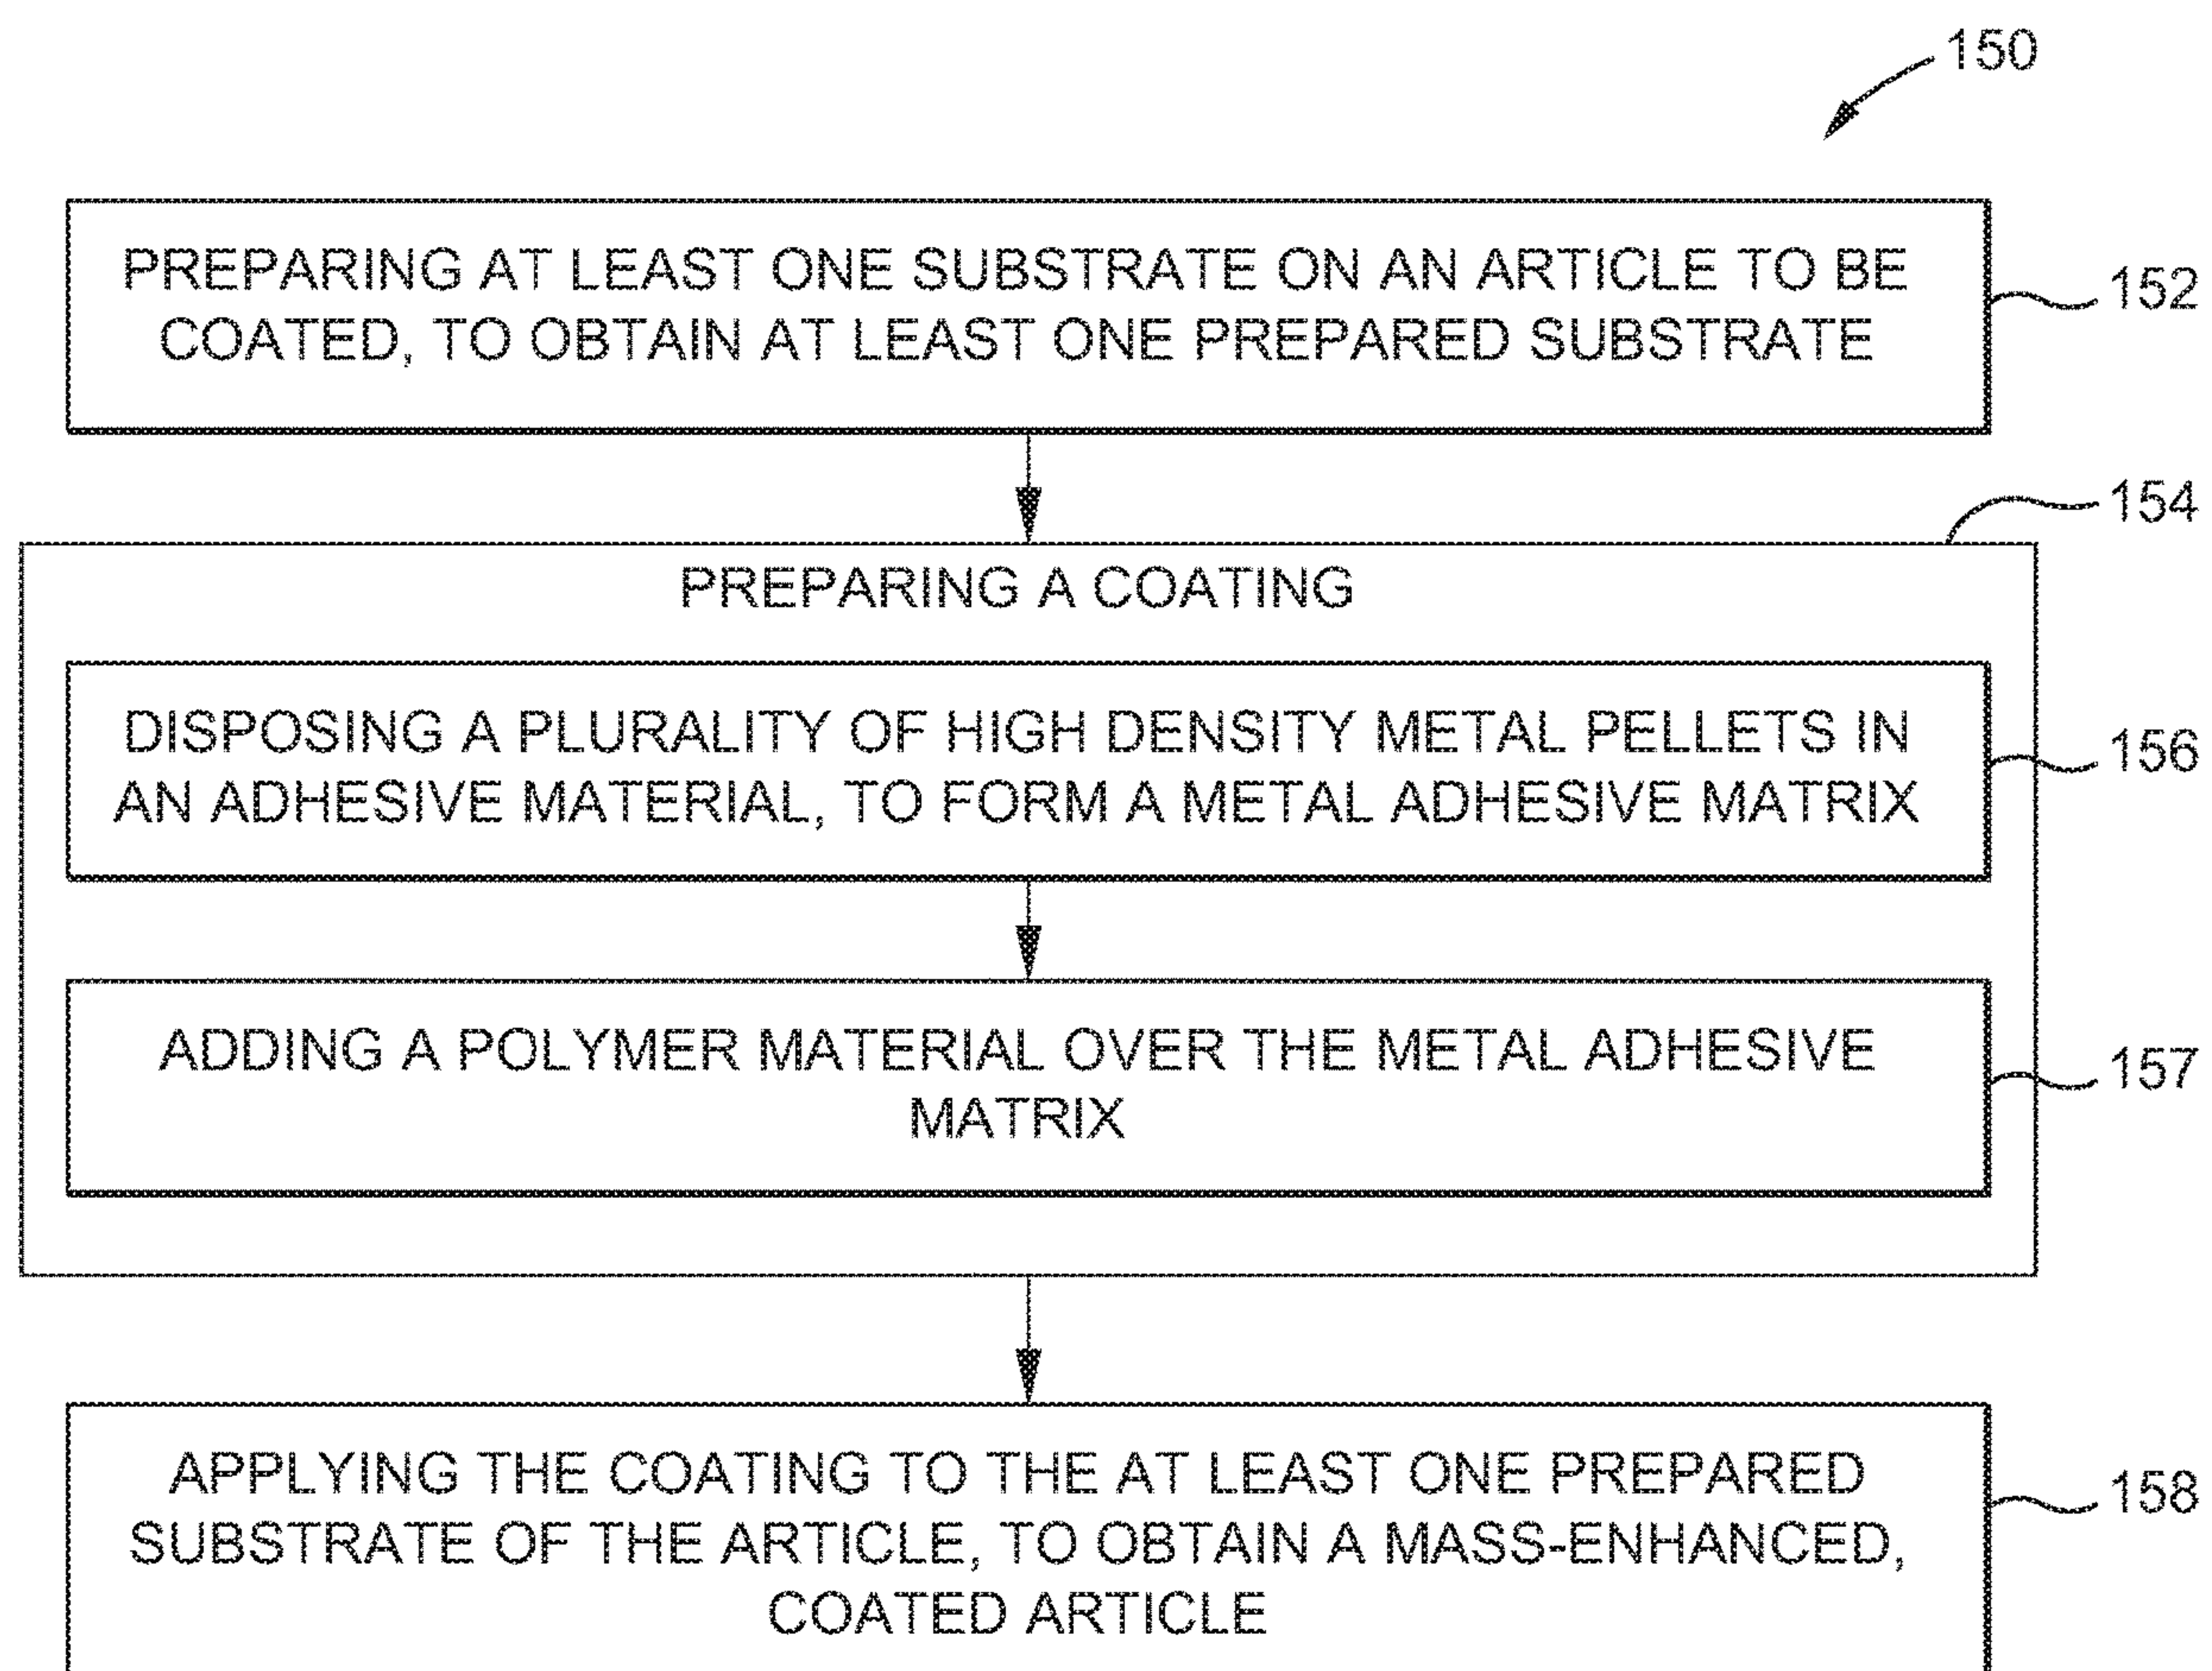 150
PREPARING AT LEAST ONE SUBSTRATE ON AN ARTICLE TO BE
COATED, TO OBTAIN AT LEAST ONE PREPARED SUBSTRATE
152
154
PREPARING A COATING
DISPOSING A PLURALITY OF HIGH DENSITY METAL PELLETS IN
AN ADHESIVE MATERIAL, TO FORM A METAL ADHESIVE MATRIX
156
ADDING A POLYMER MATERIAL OVER THE METAL ADHESIVE
MATRIX
157
APPLYING THE COATING TO THE AT LEAST ONE PREPARED
SUBSTRATE OF THE ARTICLE, TO OBTAIN A MASS-ENHANCED,
COATED ARTICLE
158